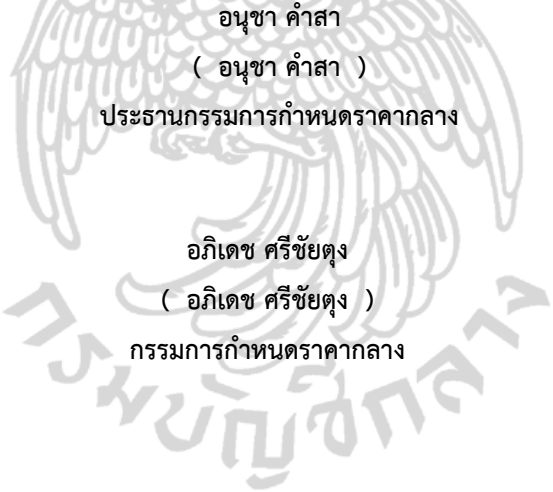 อนุชา คำสา
( อนุชา คำสา )
ประธานกรรมการกำหนดราคากลาง
อภิเดช ศรีชัยตุง
( อภิเดช ศรีชัยตุง )
กรรมการกำหนดราคากลาง
กรมบัญชีกลาง